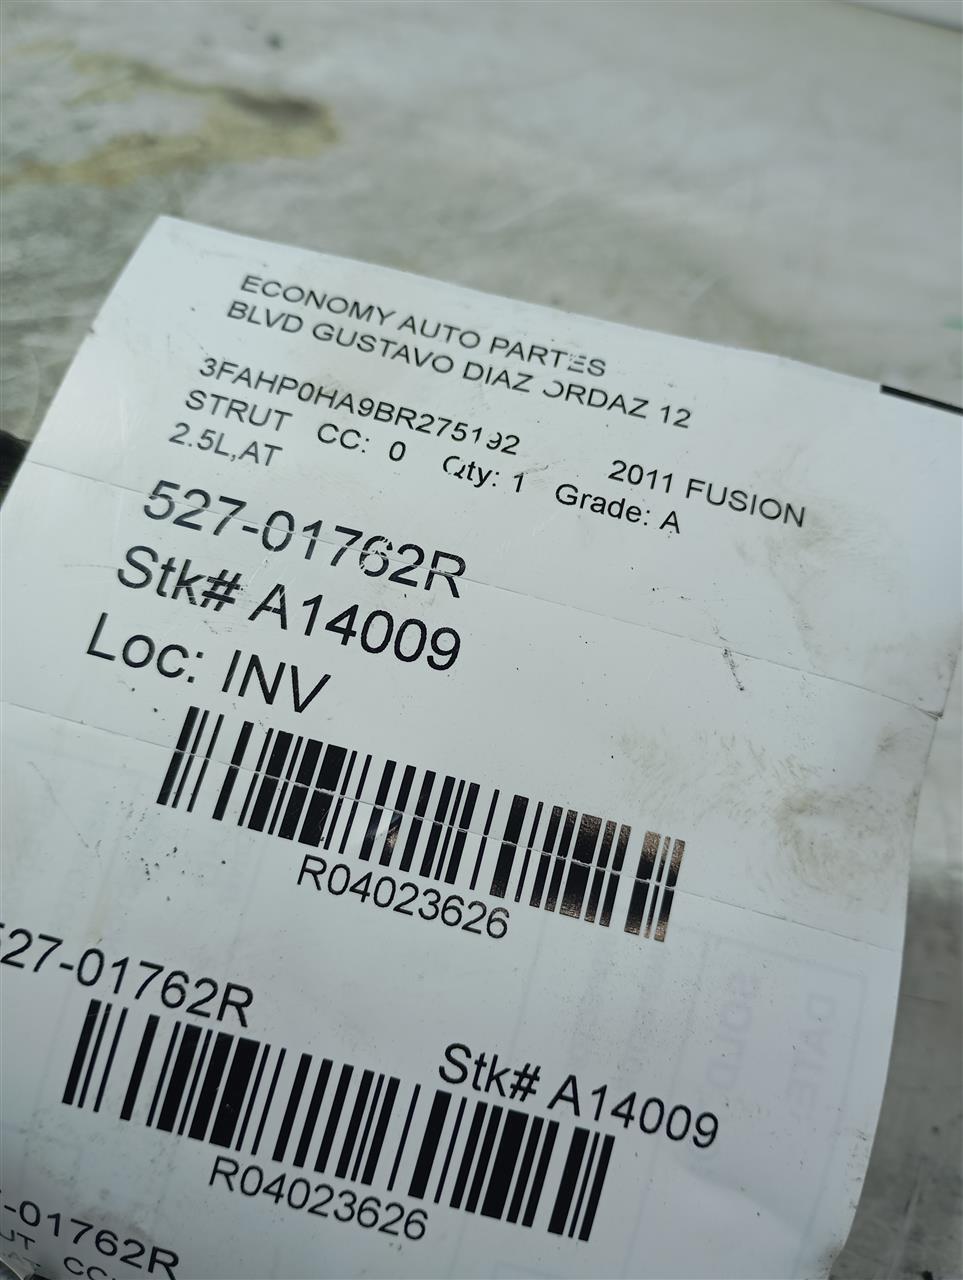 ECONOMY AUTO PARTES
BLVD GUSTAVO DIAZ ORDAZ 12
3FAHP0HA9BR275192 2011 FUSION
STRUT CC: 0 Qty: 1 Grade: A
2.5L,AT
527-01762R
Stk# A14009
Loc: INV
R04023626
527-01762R
Stk# A14009
R04023626
-01762R